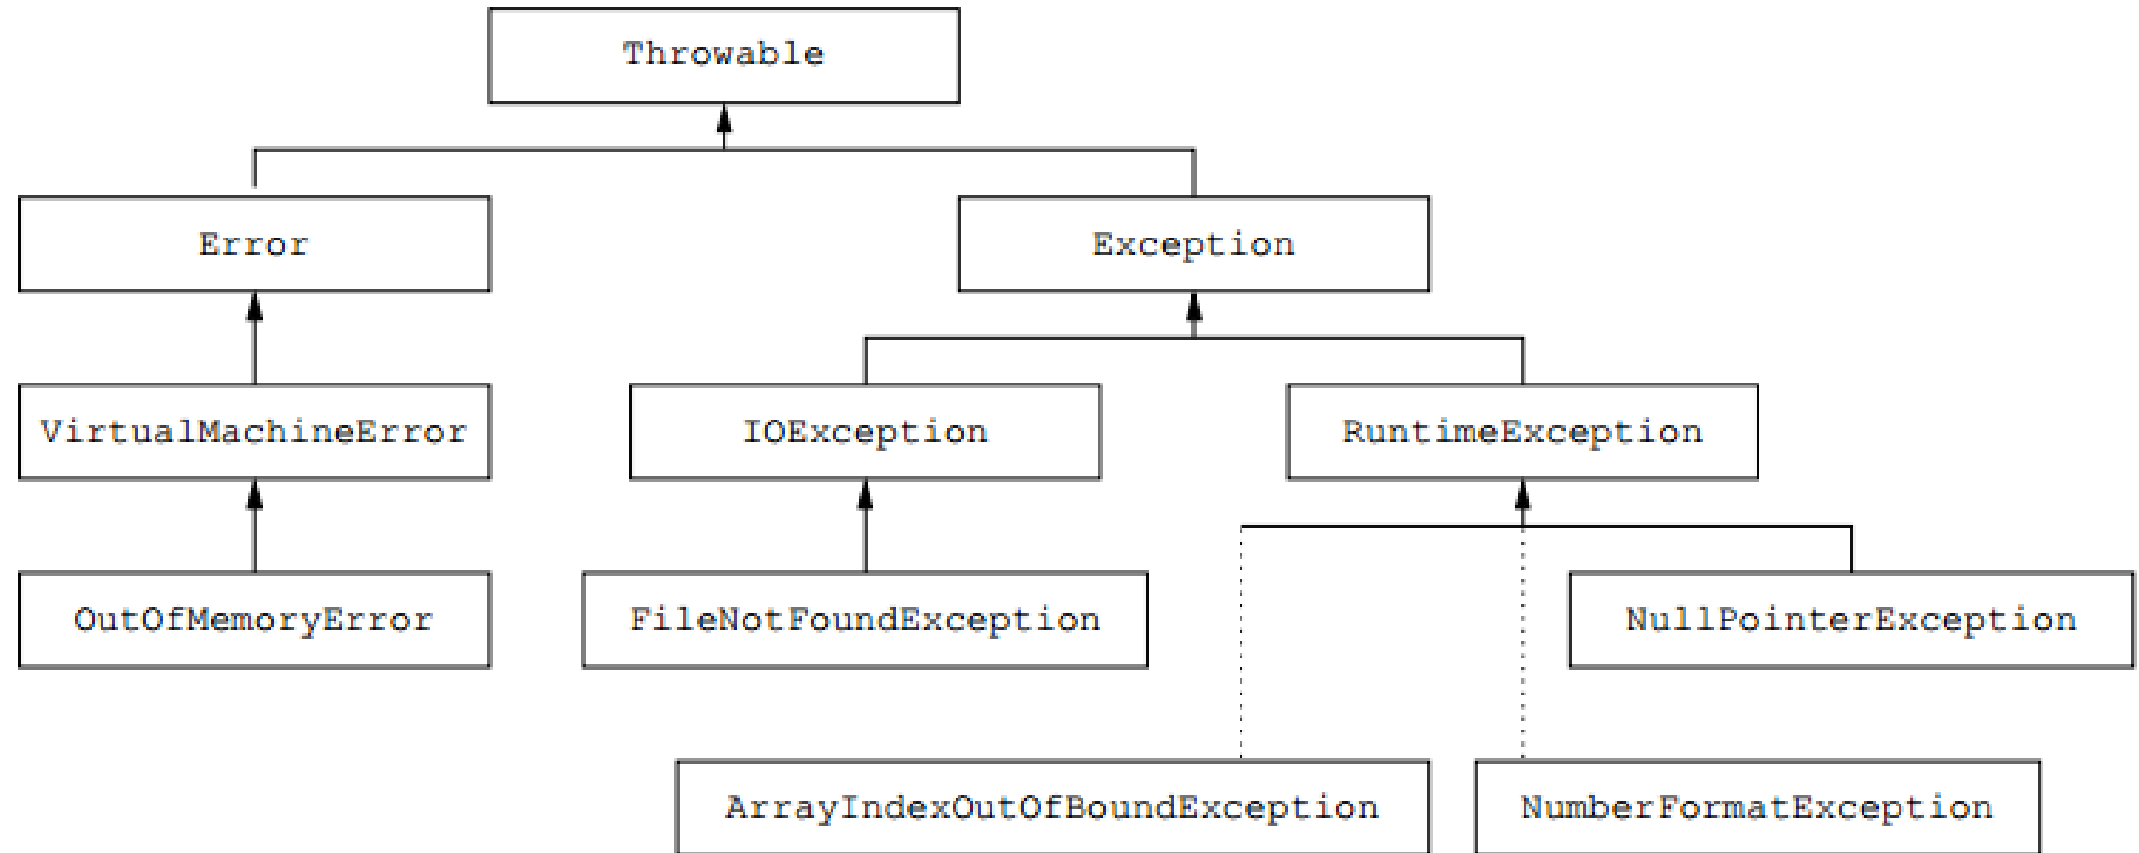 Throwable
Error
Exception
VirtualMachineError
IOException
RuntimeException
OutOfMemoryError
FileNotFoundException
NullPointerException
ArrayIndexOutOfBoundException
NumberFormatException